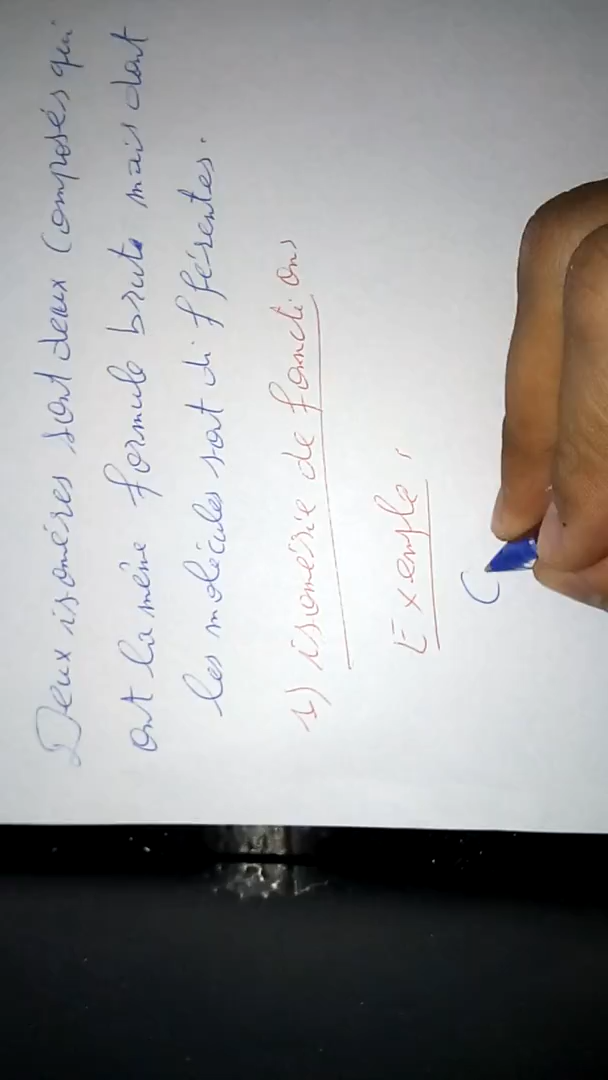 Deux isomères sont deux composés qui
ont la même formule brute mais dont
les molécules sont différentes.
1) isomérie de fonctions
Exemple :
C